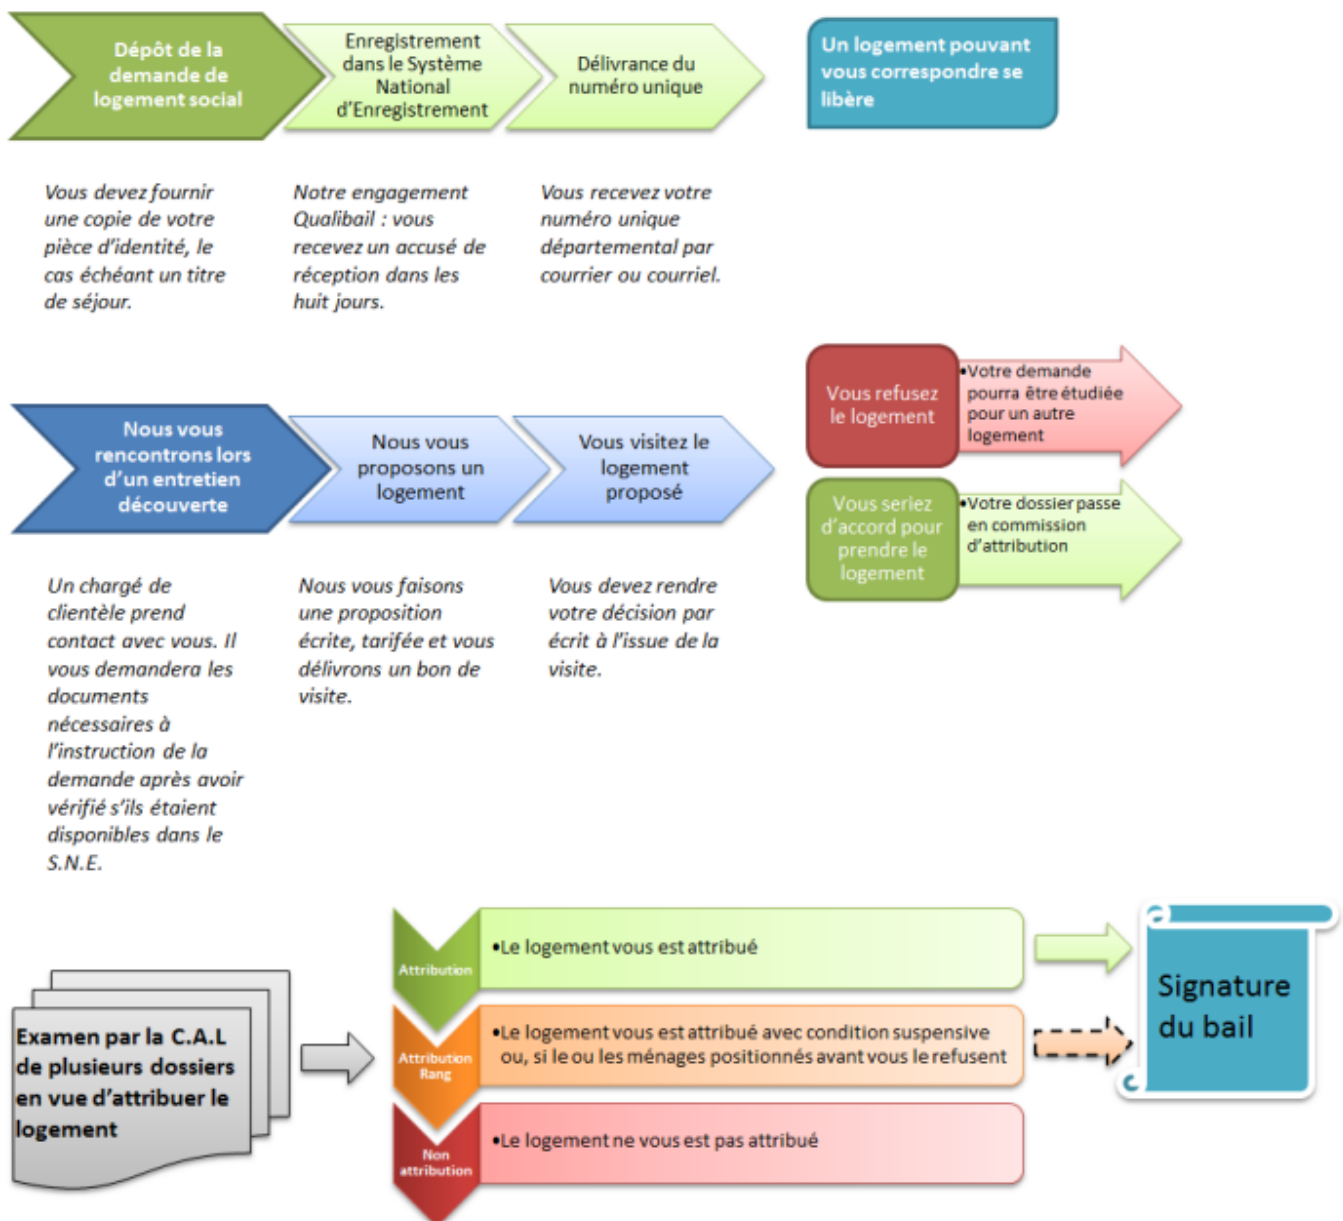 Dépôt de la
demande de
logement social
Enregistrement
dans le Système
National
d'Enregistrement
Délivrance du
numéro unique
Un logement pouvant
vous correspondre se
libère
Vous devez fournir
une copie de votre
pièce d'identité, le
cas échéant un titre
de séjour.
Notre engagement
Qualibail : vous
recevez un accusé de
réception dans les
huit jours.
Vous recevez votre
numéro unique
départemental par
courrier ou courriel.
Nous vous
rencontrons lors
d'un entretien
découverte
Nous vous
proposons un
logement
Vous visitez le
logement
proposé
Vous refusez
le logement
•Votre demande
pourra être étudiée
pour un autre
logement
Vous seriez
d'accord pour
prendre le
logement
•Votre dossier passe
en commission
d'attribution
Un chargé de
clientèle prend
contact avec vous. Il
vous demandera les
documents
nécessaires à
l'instruction de la
demande après avoir
vérifié s'ils étaient
disponibles dans le
S.N.E.
Nous vous faisons
une proposition
écrite, tarifée et vous
délivrons un bon de
visite.
Vous devez rendre
votre décision par
écrit à l'issue de la
visite.
Examen par la C.A.L
de plusieurs dossiers
en vue d'attribuer le
logement
Attribution
•Le logement vous est attribué
Attribution
Rang
•Le logement vous est attribué avec condition suspensive
ou, si le ou les ménages positionnés avant vous le refusent
Non
attribution
•Le logement ne vous est pas attribué
Signature
du bail